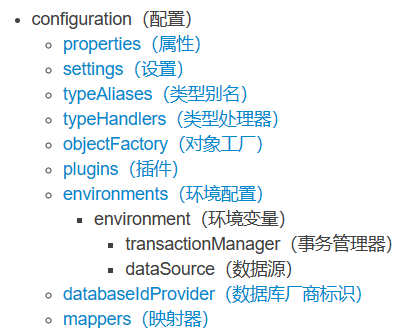 configuration（配置）
properties（属性）
settings（设置）
typeAliases（类型别名）
typeHandlers（类型处理器）
objectFactory（对象工厂）
plugins（插件）
environments（环境配置）
environment（环境变量）
transactionManager（事务管理器）
dataSource（数据源）
databaseIdProvider（数据库厂商标识）
mappers（映射器）